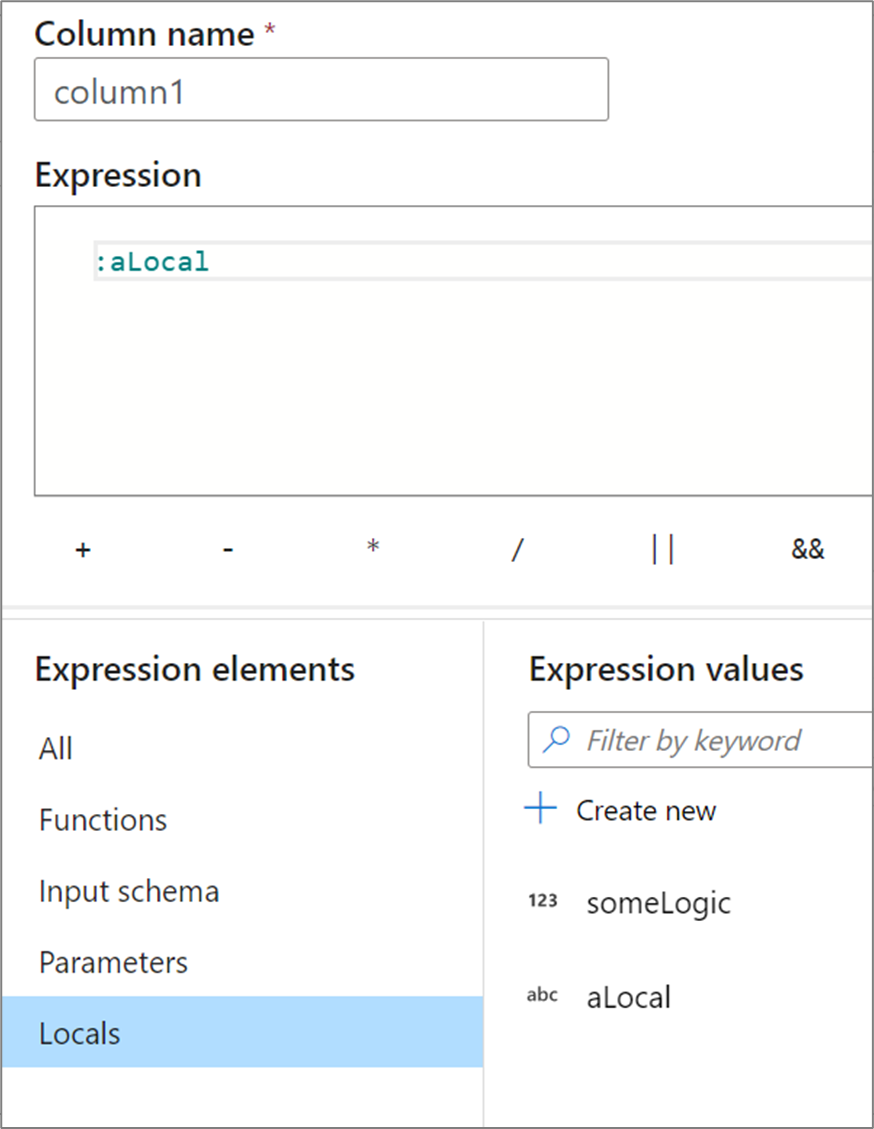 Column name *
column1
Expression
:aLocal
+ - * / || &&
Expression elements
All
Functions
Input schema
Parameters
Locals
Expression values
Filter by keyword
Create new
123 someLogic
abc aLocal